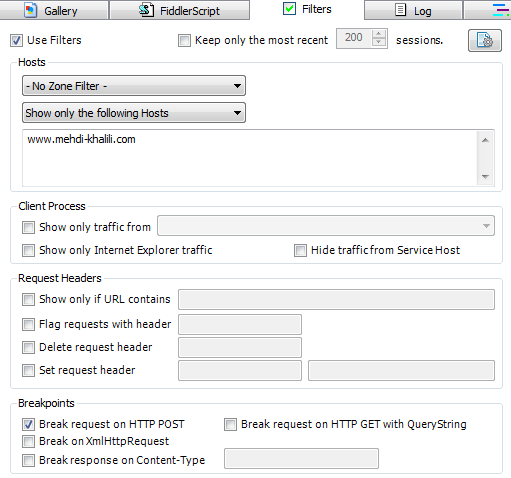 Gallery FiddlerScript Filters Log
Use Filters Keep only the most recent 200 sessions.
Hosts
- No Zone Filter -
Show only the following Hosts
www.mehdi-khalili.com
Client Process
Show only traffic from
Show only Internet Explorer traffic Hide traffic from Service Host
Request Headers
Show only if URL contains
Flag requests with header
Delete request header
Set request header
Breakpoints
Break request on HTTP POST Break request on HTTP GET with QueryString
Break on XmlHttpRequest
Break response on Content-Type